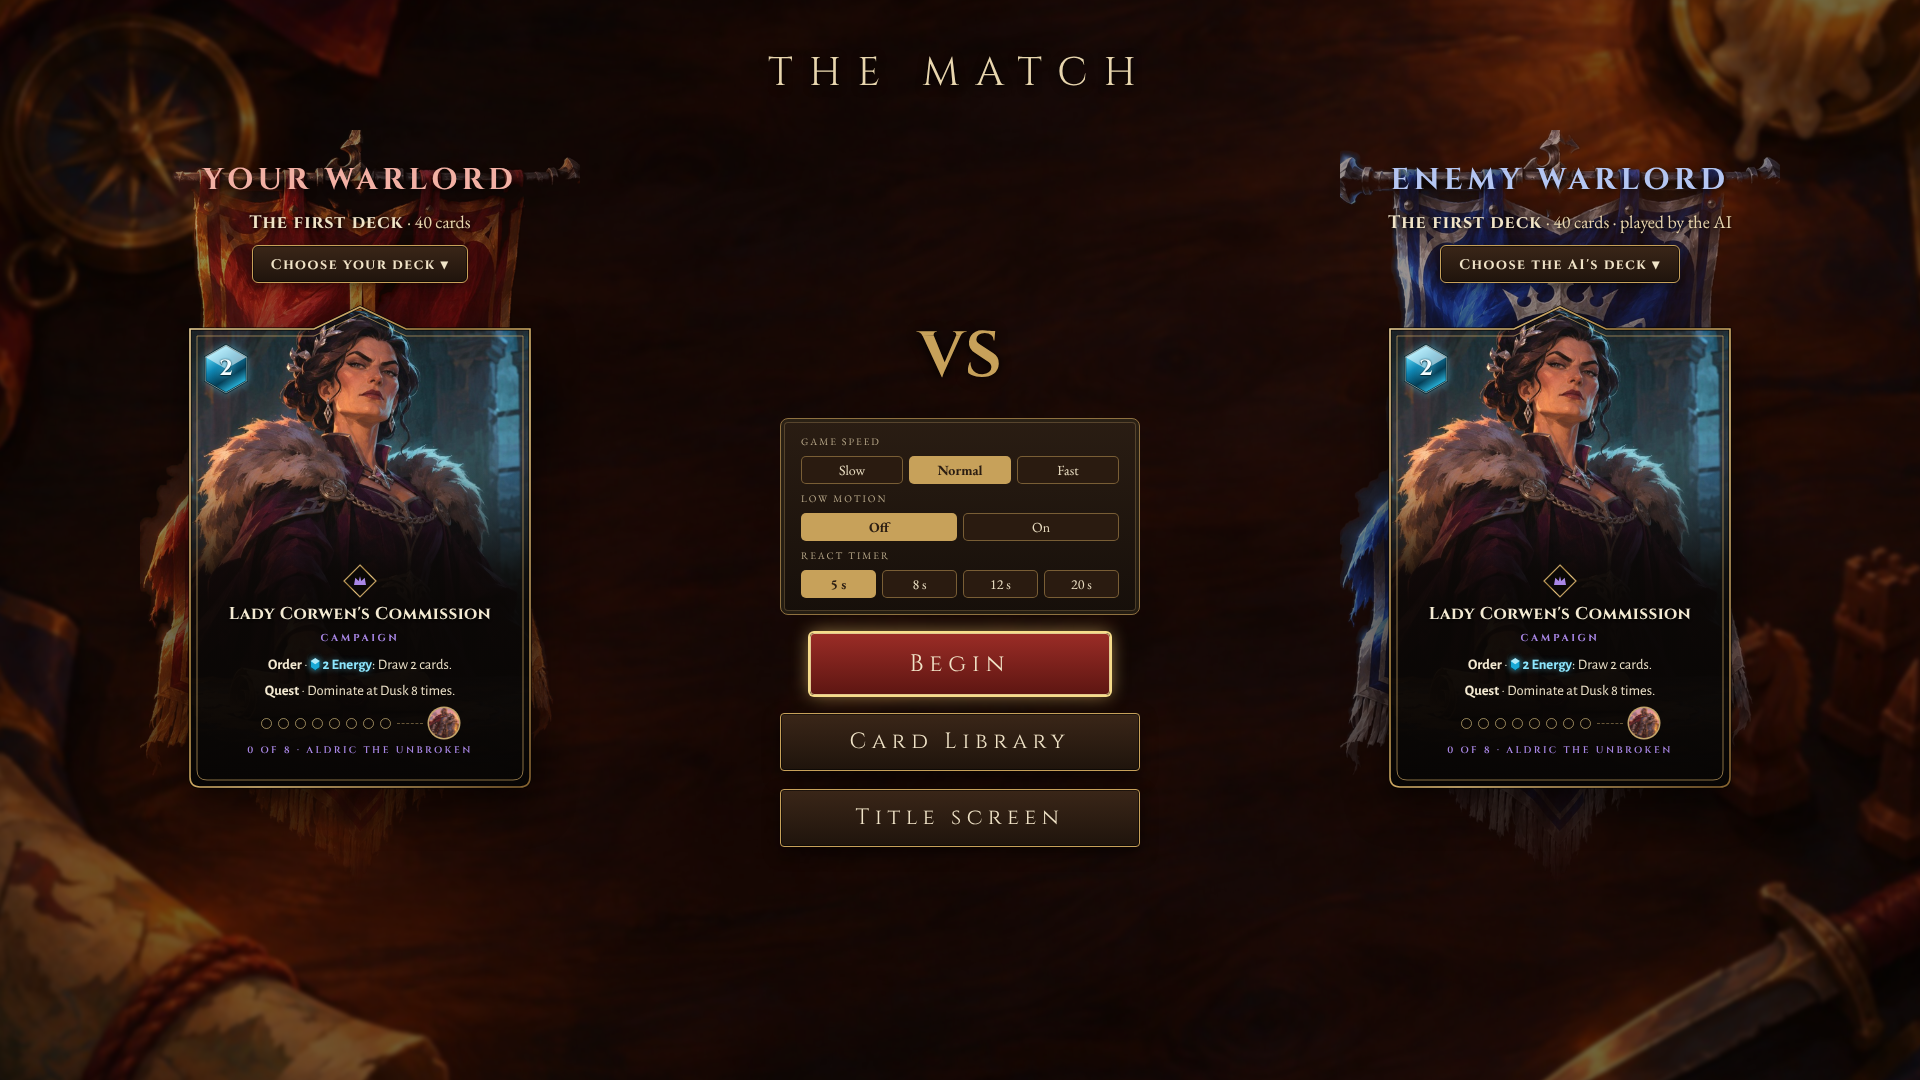 THE MATCH
YOUR WARLORD
THE FIRST DECK · 40 cards
CHOOSE YOUR DECK ▾
2
LADY CORWEN'S COMMISSION
CAMPAIGN
Order · 2 Energy: Draw 2 cards.
Quest · Dominate at Dusk 8 times.
0 OF 8 · ALDRIC THE UNBROKEN
VS
GAME SPEED
Slow Normal Fast
LOW MOTION
Off On
REACT TIMER
5 s 8 s 12 s 20 s
BEGIN
CARD LIBRARY
TITLE SCREEN
ENEMY WARLORD
THE FIRST DECK · 40 cards · played by the AI
CHOOSE THE AI'S DECK ▾
2
LADY CORWEN'S COMMISSION
CAMPAIGN
Order · 2 Energy: Draw 2 cards.
Quest · Dominate at Dusk 8 times.
0 OF 8 · ALDRIC THE UNBROKEN